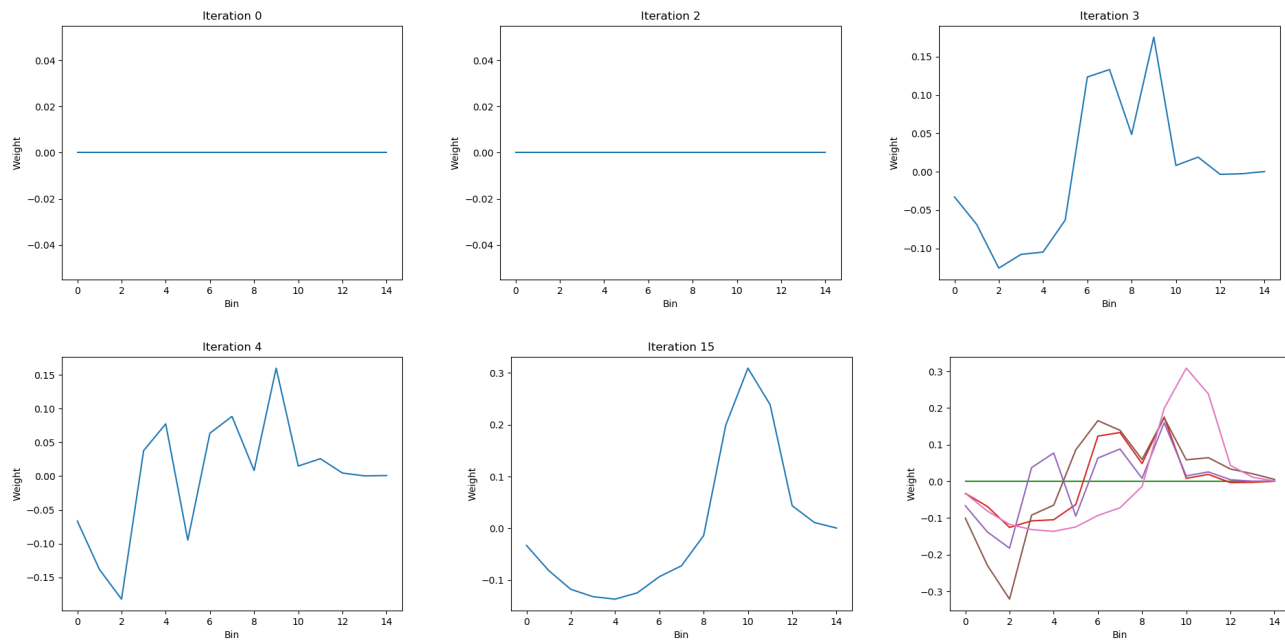 Iteration 0
0.04
0.02
0.00
−0.02
−0.04
Weight
0 2 4 6 8 10 12 14
Bin
Iteration 2
0.04
0.02
0.00
−0.02
−0.04
Weight
0 2 4 6 8 10 12 14
Bin
Iteration 3
0.15
0.10
0.05
0.00
−0.05
−0.10
Weight
0 2 4 6 8 10 12 14
Bin
Iteration 4
0.15
0.10
0.05
0.00
−0.05
−0.10
−0.15
Weight
0 2 4 6 8 10 12 14
Bin
Iteration 15
0.3
0.2
0.1
0.0
−0.1
Weight
0 2 4 6 8 10 12 14
Bin
0.3
0.2
0.1
0.0
−0.1
−0.2
−0.3
Weight
0 2 4 6 8 10 12 14
Bin